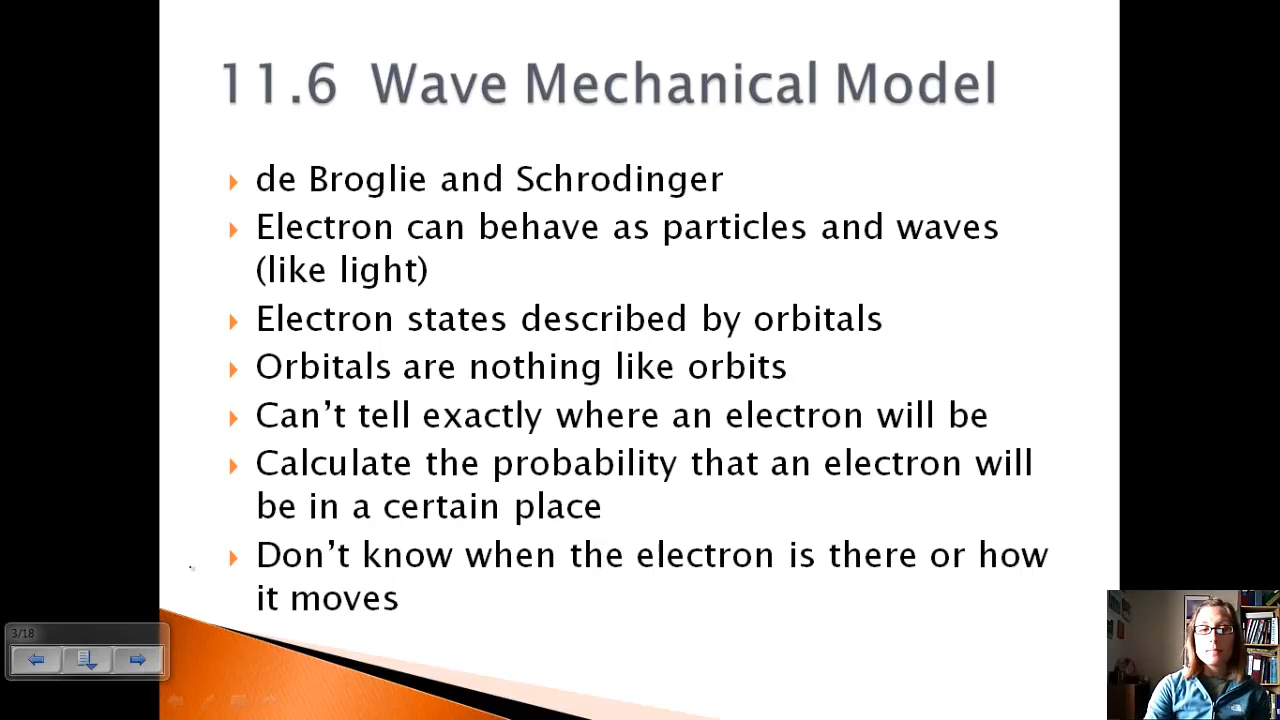 11.6 Wave Mechanical Model
de Broglie and Schrodinger
Electron can behave as particles and waves
(like light)
Electron states described by orbitals
Orbitals are nothing like orbits
Can't tell exactly where an electron will be
Calculate the probability that an electron will
be in a certain place
Don't know when the electron is there or how
it moves
3/18